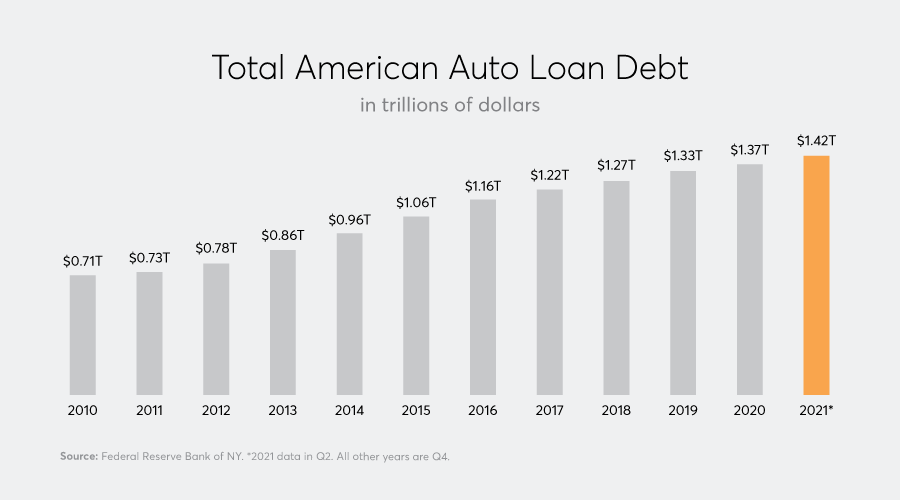 Total American Auto Loan Debt
in trillions of dollars
$0.71T
$0.73T
$0.78T
$0.86T
$0.96T
$1.06T
$1.16T
$1.22T
$1.27T
$1.33T
$1.37T
$1.42T
2010 2011 2012 2013 2014 2015 2016 2017 2018 2019 2020 2021*
Source: Federal Reserve Bank of NY. *2021 data in Q2. All other years are Q4.